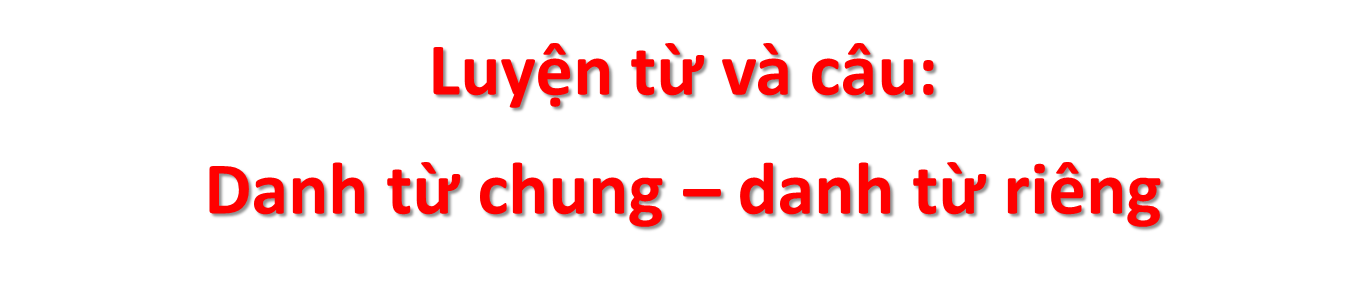 Luyện từ và câu:
Danh từ chung – danh từ riêng